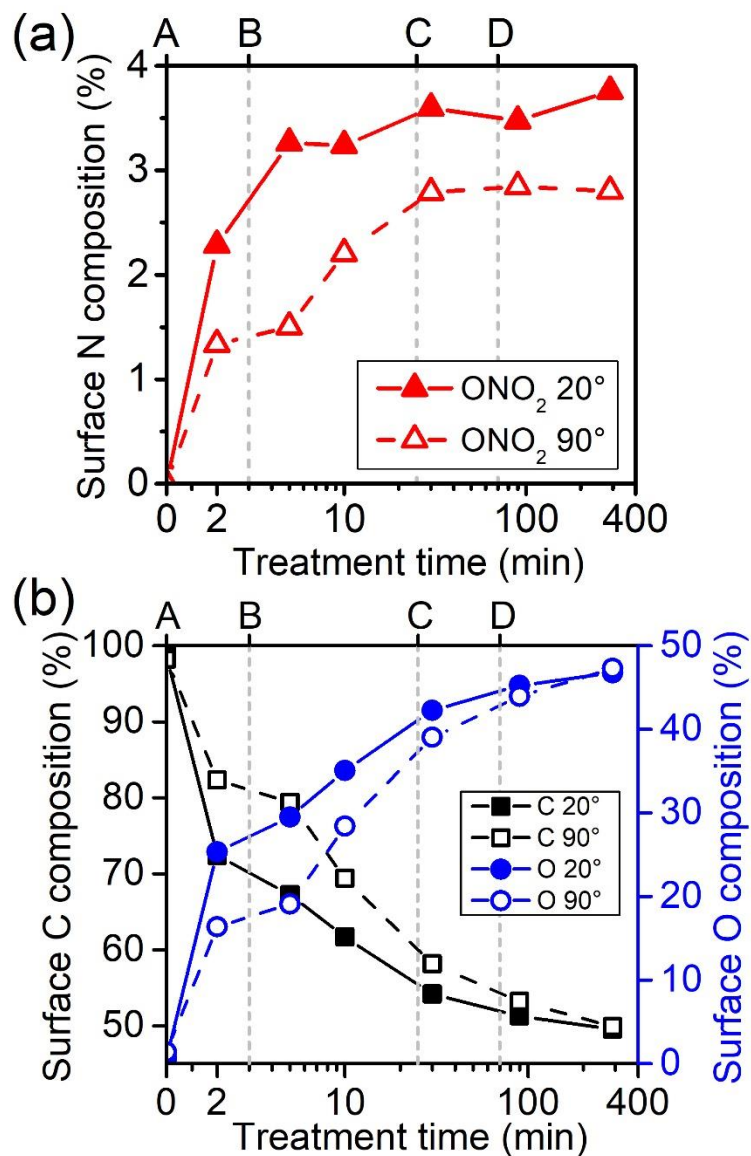 (a)
A B C D
4
3
2
1
0
Surface N composition (%)
ONO₂ 20°
ONO₂ 90°
0 2 10 100 400
Treatment time (min)
(b)
A B C D
100
90
80
70
60
50
Surface C composition (%)
50
40
30
20
10
0
Surface O composition (%)
C 20°
C 90°
O 20°
O 90°
0 2 10 100 400
Treatment time (min)